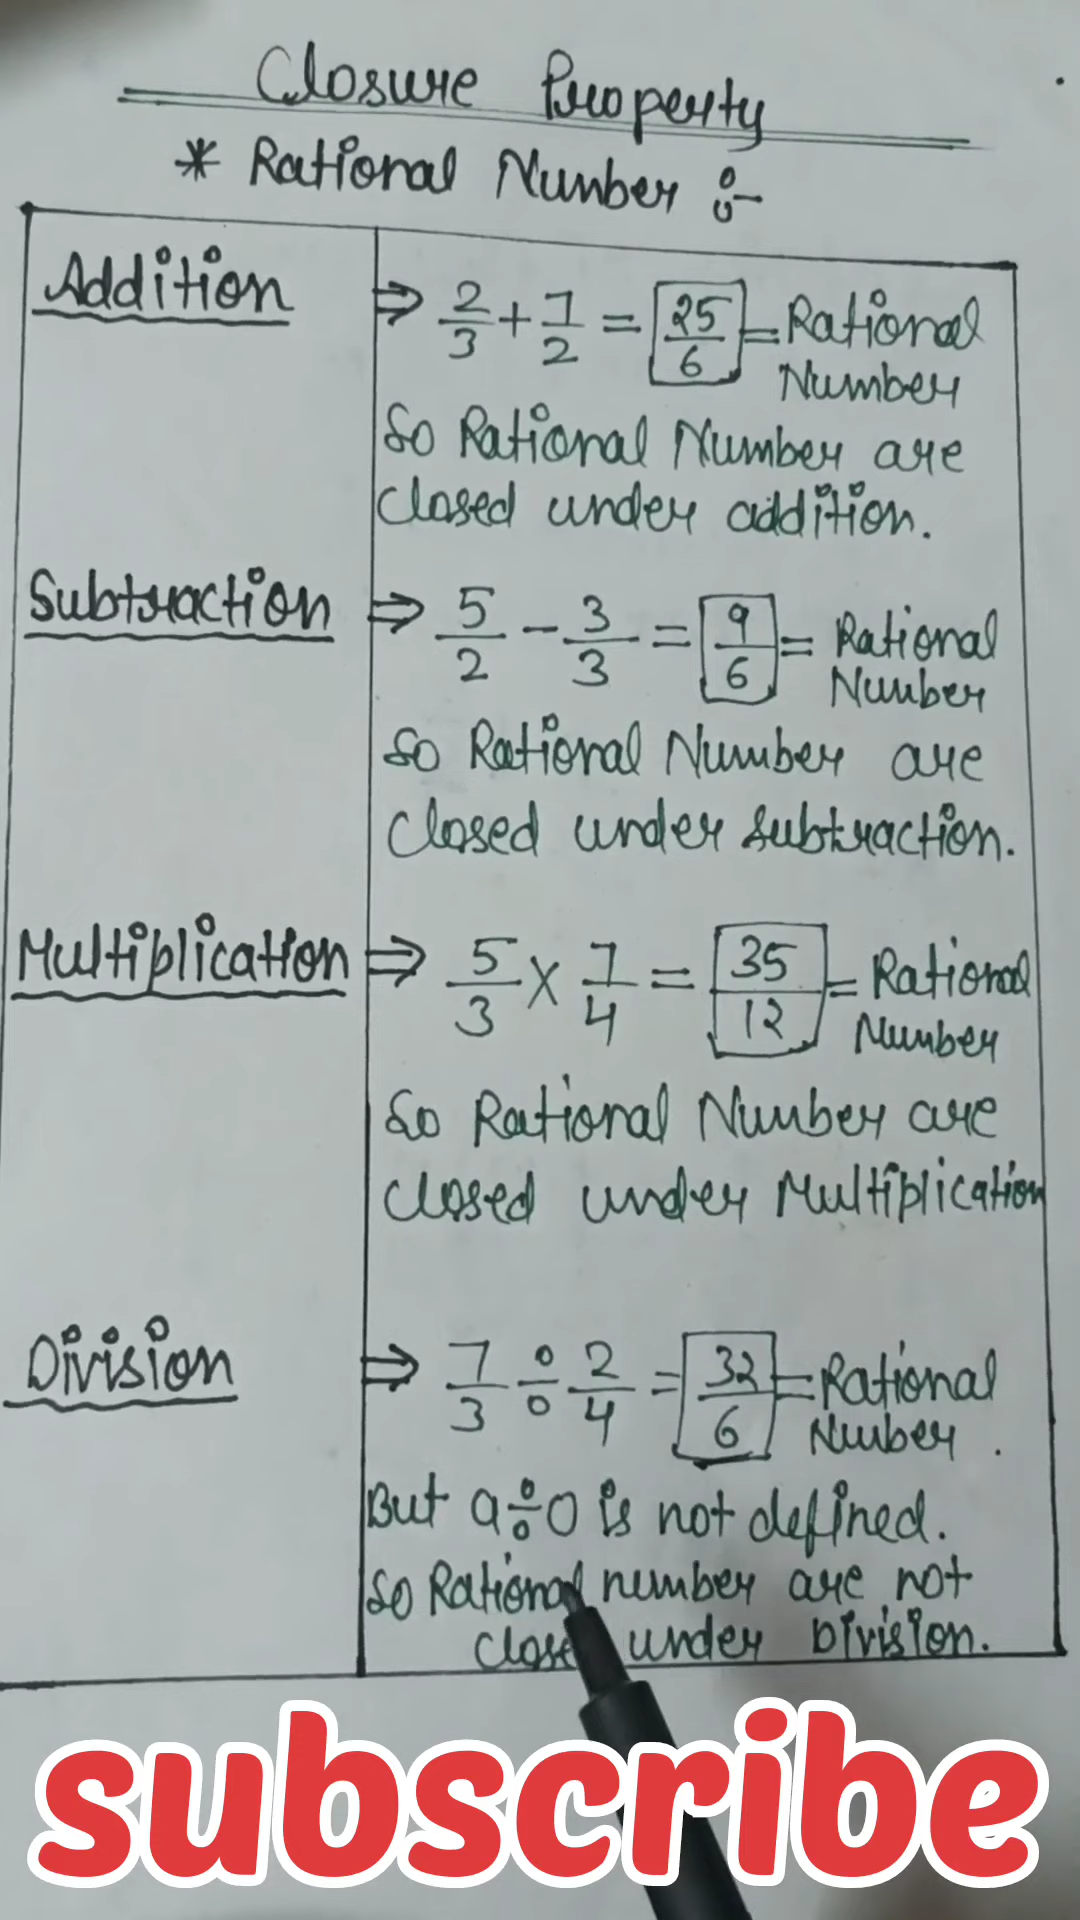 Closure Property
* Rational Number :-
Addition ⇒ 2/3 + 7/2 = 25/6 = Rational
Number
So Rational Number are
closed under addition.
Subtraction ⇒ 5/2 - 3/3 = 9/6 = Rational
Number
So Rational Number are
closed under subtraction.
Multiplication ⇒ 5/3 × 7/4 = 35/12 = Rational
Number
So Rational Number are
closed under Multiplication
Division ⇒ 7/3 ÷ 2/4 = 32/6 = Rational
Number.
But a÷0 is not defined.
So Rational number are not
close under Division.
subscribe